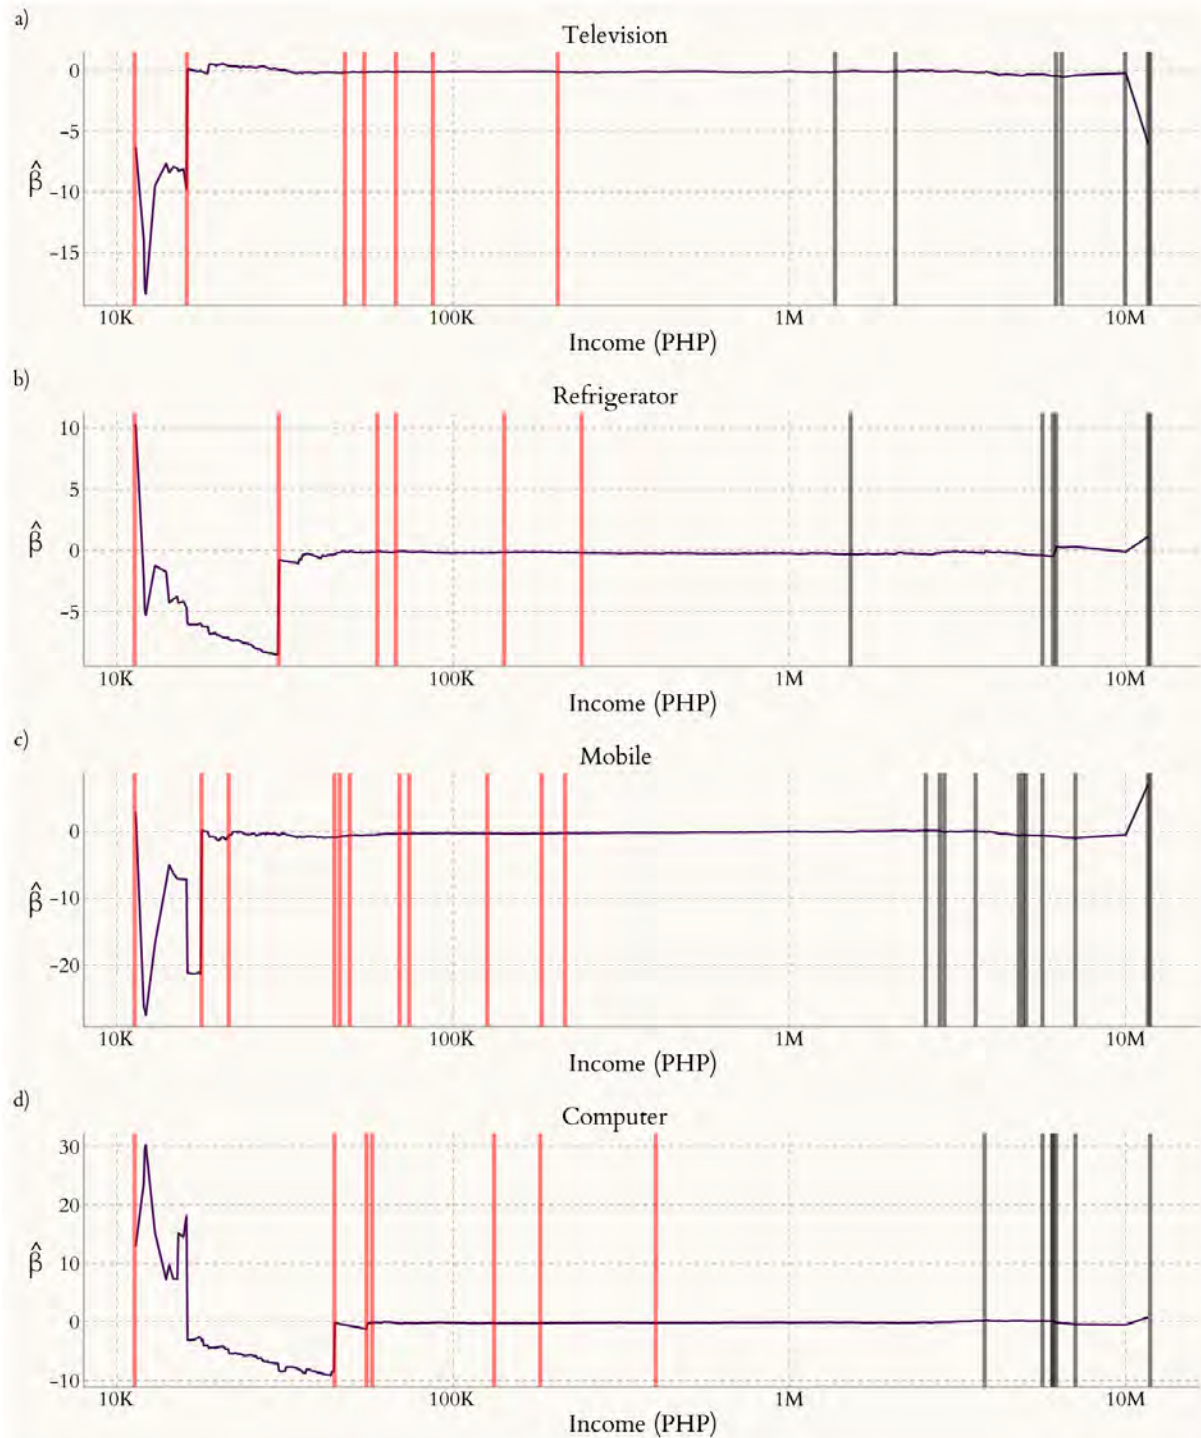 a)
Television
0
−5
−10
−15
β̂
10K 100K 1M 10M
Income (PHP)
b)
Refrigerator
10
5
0
−5
β̂
10K 100K 1M 10M
Income (PHP)
c)
Mobile
0
−10
−20
β̂
10K 100K 1M 10M
Income (PHP)
d)
Computer
30
20
10
0
−10
β̂
10K 100K 1M 10M
Income (PHP)